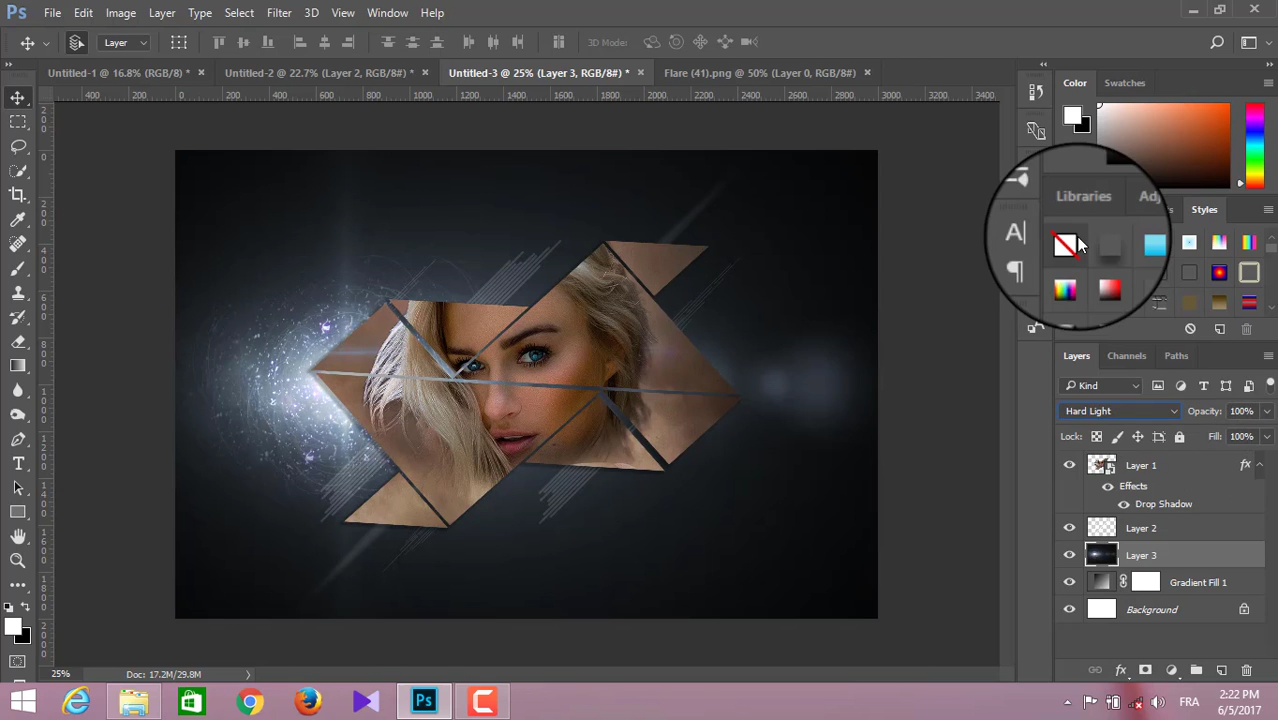 Ps File Edit Image Layer Type Select Filter 3D View Window Help
Layer 3D Mode:
Untitled-1 @ 16.8% (RGB/8) * × Untitled-2 @ 22.7% (Layer 2, RGB/8#) * × Untitled-3 @ 25% (Layer 3, RGB/8#) * × Flare (41).png @ 50% (Layer 0, RGB/8#) ×
400 200 0 200 400 600 800 1000 1200 1400 1600 1800 2000 2200 2400 2600 2800 3000 3200 3400
Color Swatches
Libraries Adj
Styles
Layers Channels Paths
Kind
Hard Light Opacity: 100%
Lock: Fill: 100%
Layer 1 fx
Effects
Drop Shadow
Layer 2
Layer 3
Gradient Fill 1
Background
25% Doc: 17.2M/29.8M
FR 2:22 PM
6/5/2017